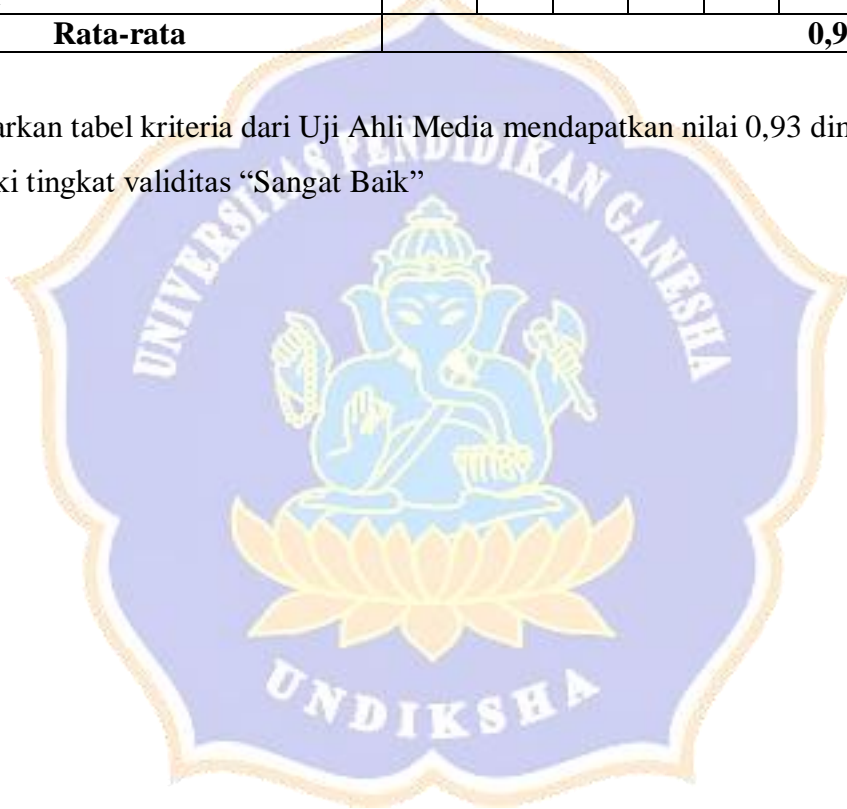 Rata-rata 0,9
arkan tabel kriteria dari Uji Ahli Media mendapatkan nilai 0,93 dim
ki tingkat validitas “Sangat Baik”
UNIVERSITAS PENDIDIKAN GANESHA
UNDIKSHA